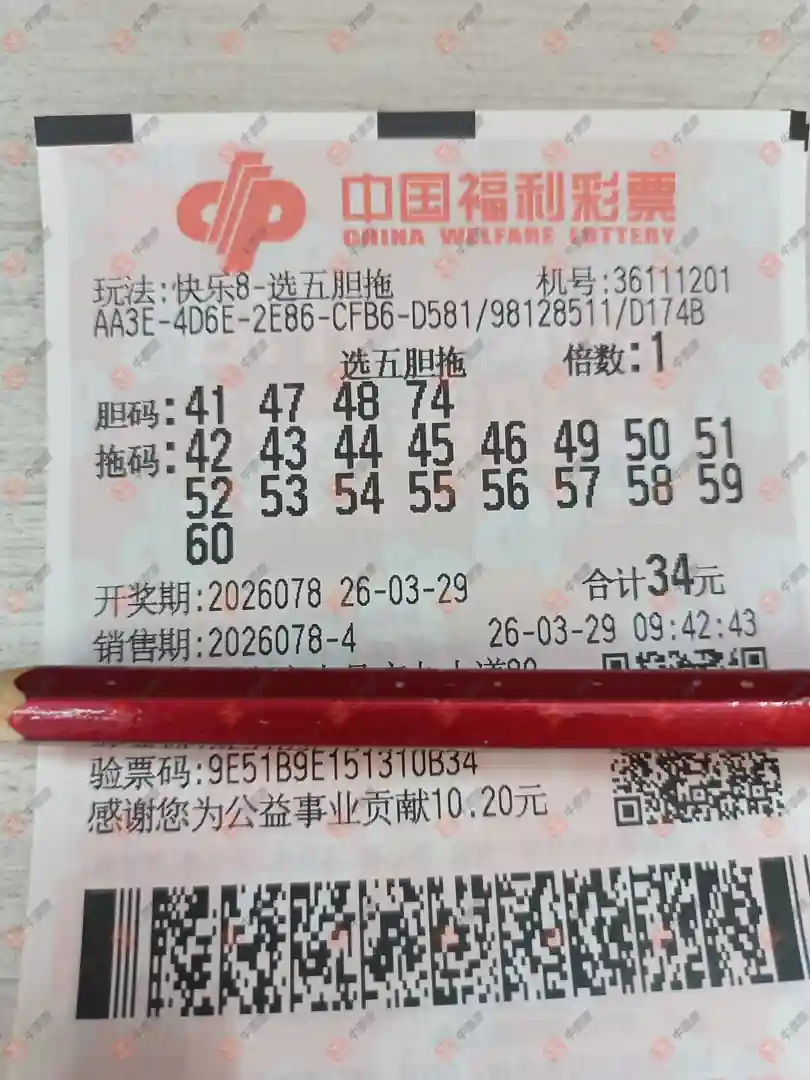 中国福利彩票
CHINA WELFARE LOTTERY
玩法:快乐8-选五胆拖 机号:36111201
AA3E-4D6E-2E86-CFB6-D581/98128511/D174B
选五胆拖 倍数:1
胆码:41 47 48 74
拖码:42 43 44 45 46 49 50 51
52 53 54 55 56 57 58 59
60
开奖期:2026078 26-03-29 合计34元
销售期:2026078-4 26-03-29 09:42:43
验票码:9E51B9E151310B34
感谢您为公益事业贡献10.20元